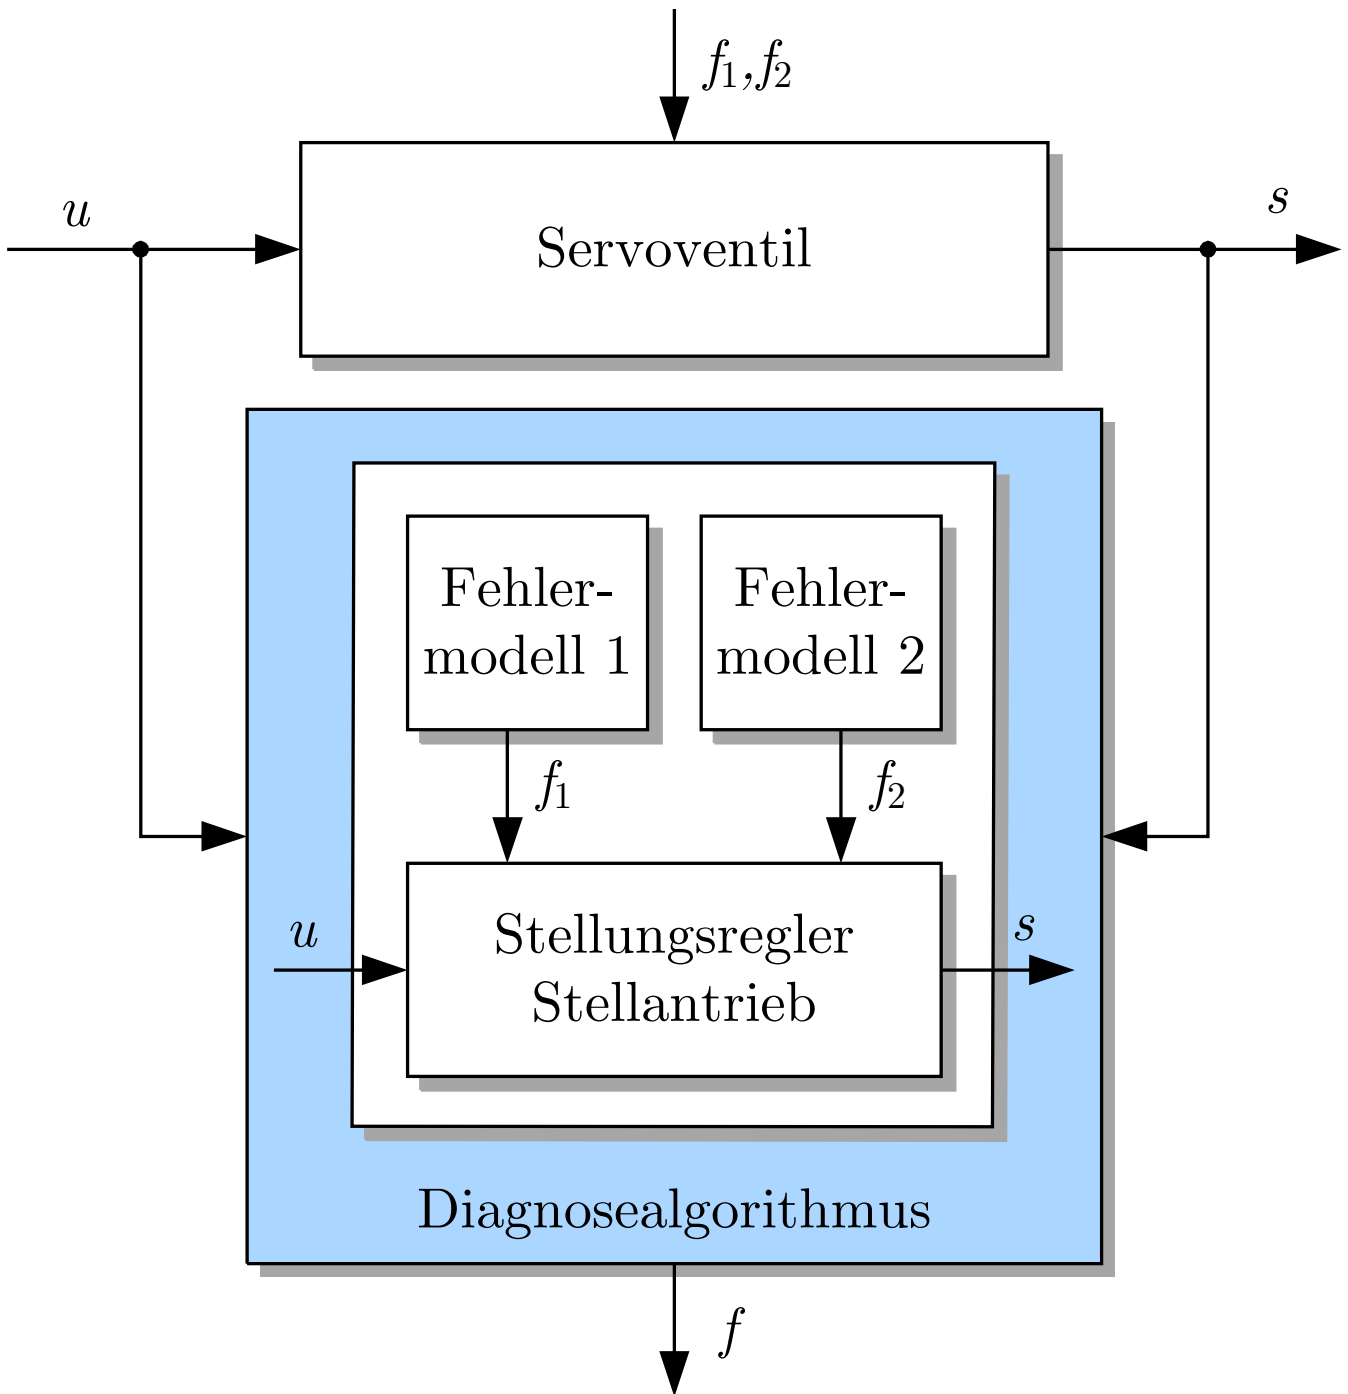 f1,f2
u
s
Servoventil
Fehler-
modell 1
Fehler-
modell 2
f1
f2
u
s
Stellungsregler
Stellantrieb
Diagnosealgorithmus
f